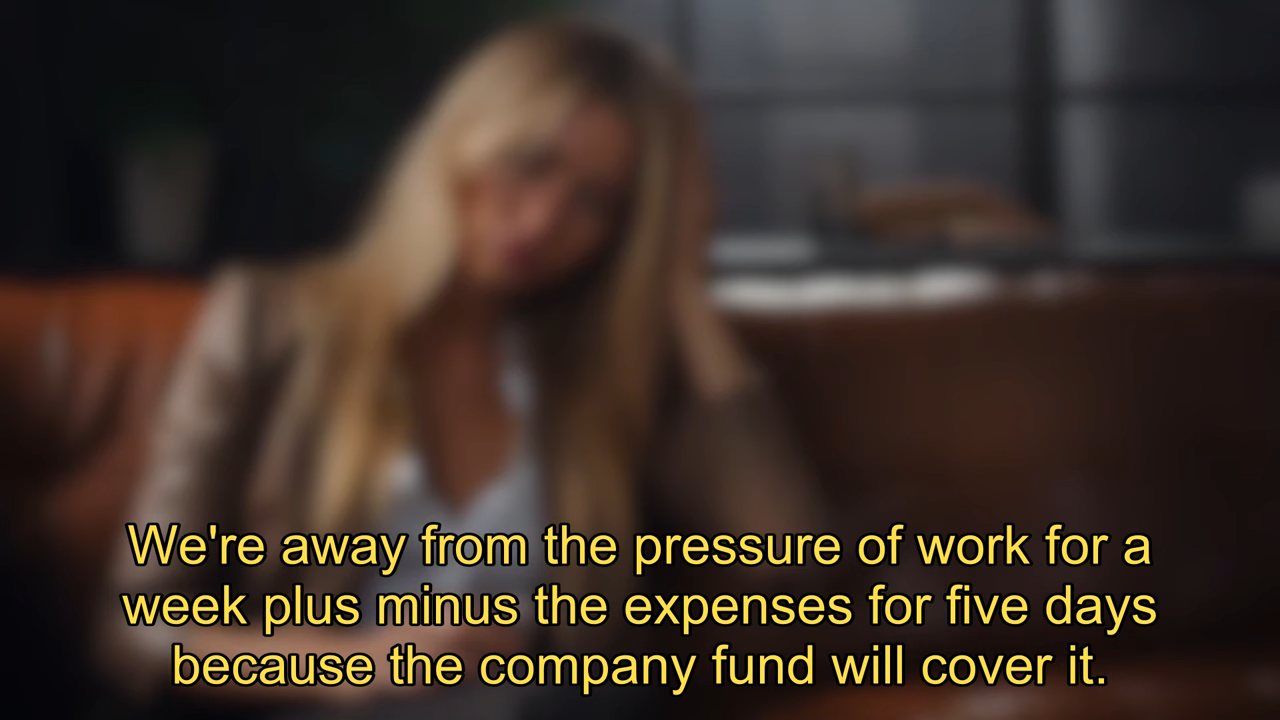 We're away from the pressure of work for a
week plus minus the expenses for five days
because the company fund will cover it.